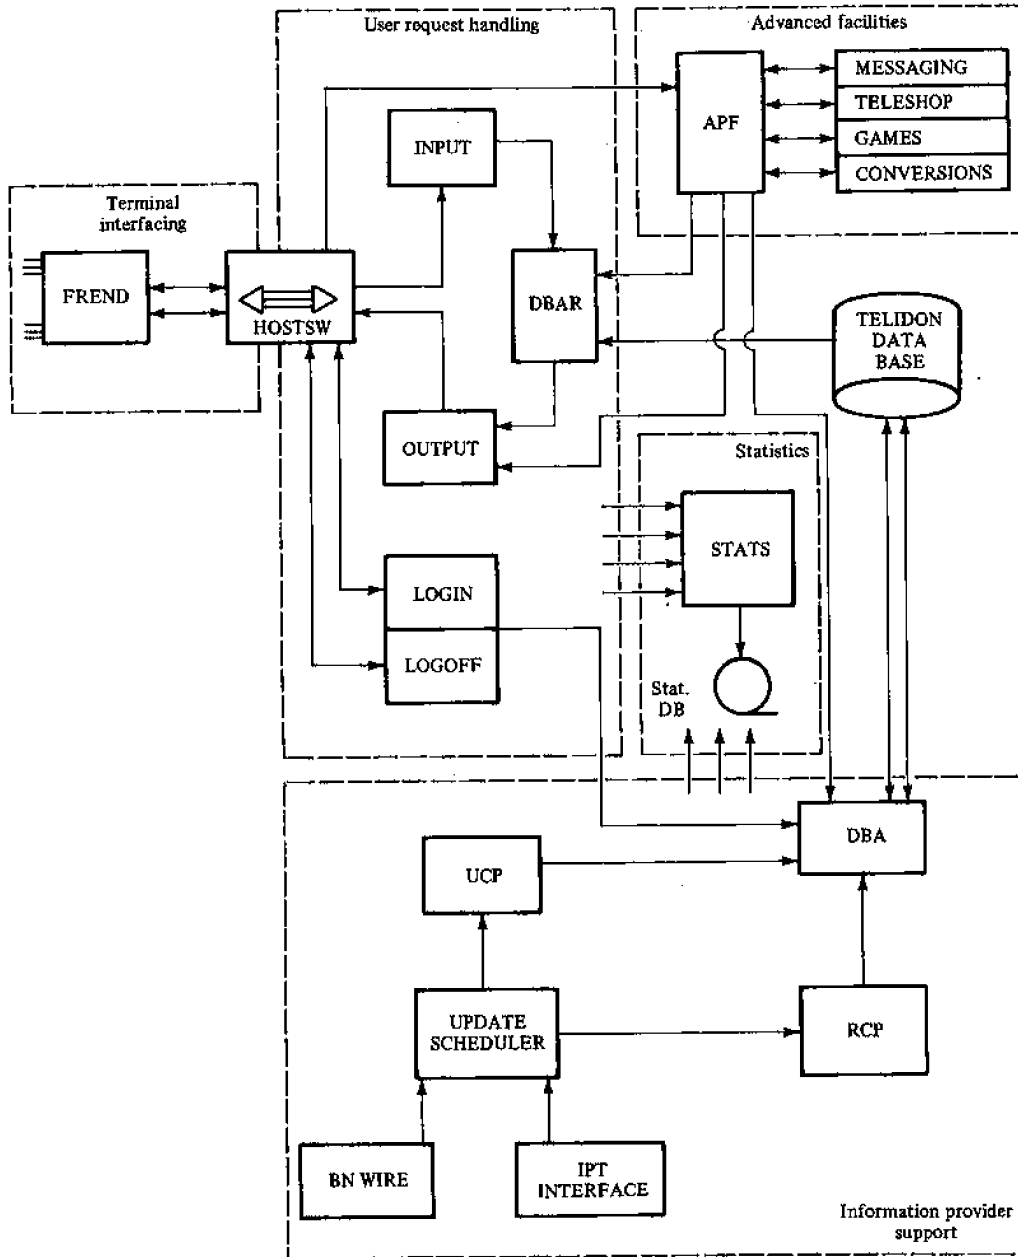 User request handling
Advanced facilities
APF
MESSAGING
TELESHOP
GAMES
CONVERSIONS
INPUT
Terminal
interfacing
FREND
HOSTSW
DBAR
TELIDON
DATA
BASE
OUTPUT
Statistics
STATS
LOGIN
LOGOFF
Stat.
DB
DBA
UCP
UPDATE
SCHEDULER
RCP
BN WIRE
IPT
INTERFACE
Information provider
support